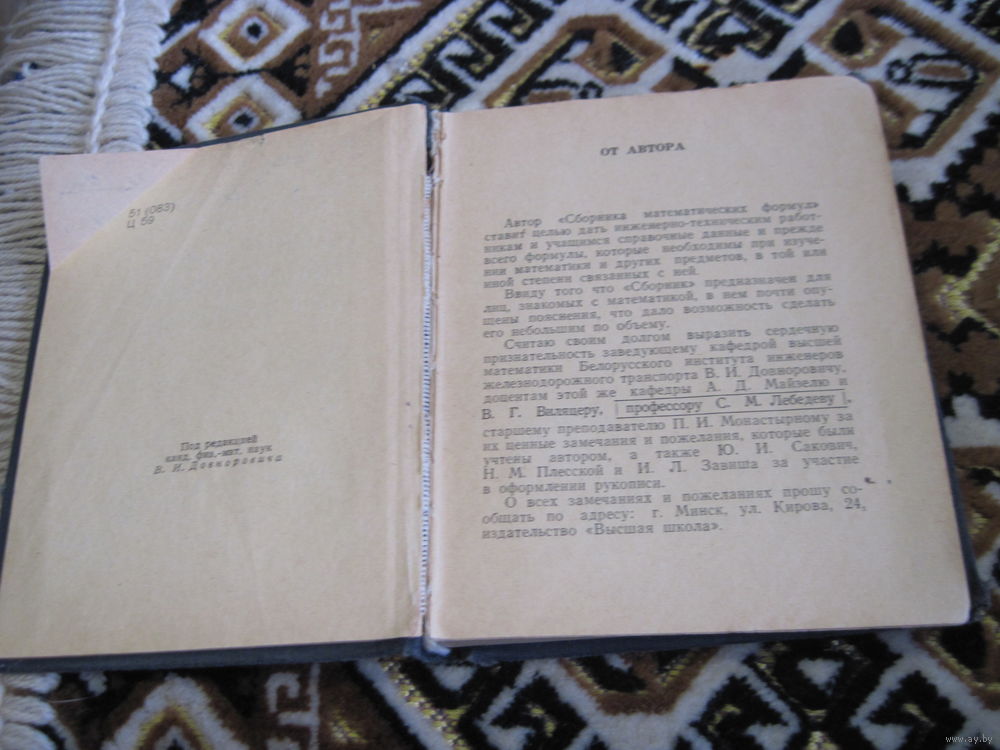 51 (083)
Ц 59
Под редакцией
канд. физ.-мат. наук
В. И. Довноровича
ОТ АВТОРА
Автор «Сборника математических формул»
ставит целью дать инженерно-техническим работ-
никам и учащимся справочные данные и прежде
всего формулы, которые необходимы при изуче-
нии математики и других предметов, в той или
иной степени связанных с ней.
Ввиду того что «Сборник» предназначен для
лиц, знакомых с математикой, в нем почти опу-
щены пояснения, что дало возможность сделать
его небольшим по объему.
Считаю своим долгом выразить сердечную
признательность заведующему кафедрой высшей
математики Белорусского института инженеров
железнодорожного транспорта В. И. Довноровичу,
доцентам этой же кафедры А. Д. Майзелю и
В. Г. Виляцеру, профессору С. М. Лебедеву,
старшему преподавателю П. И. Монастырному за
их ценные замечания и пожелания, которые были
учтены автором, а также Ю. И. Сакович,
Н. М. Плесской и И. Л. Завиша за участие
в оформлении рукописи.
О всех замечаниях и пожеланиях прошу со-
общать по адресу: г. Минск, ул. Кирова, 24,
издательство «Высшая школа».
www.ay.by